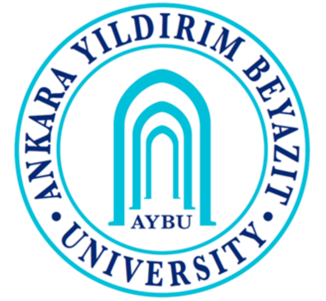 ANKARA YILDIRIM BEYAZIT
• UNIVERSITY •
AYBU